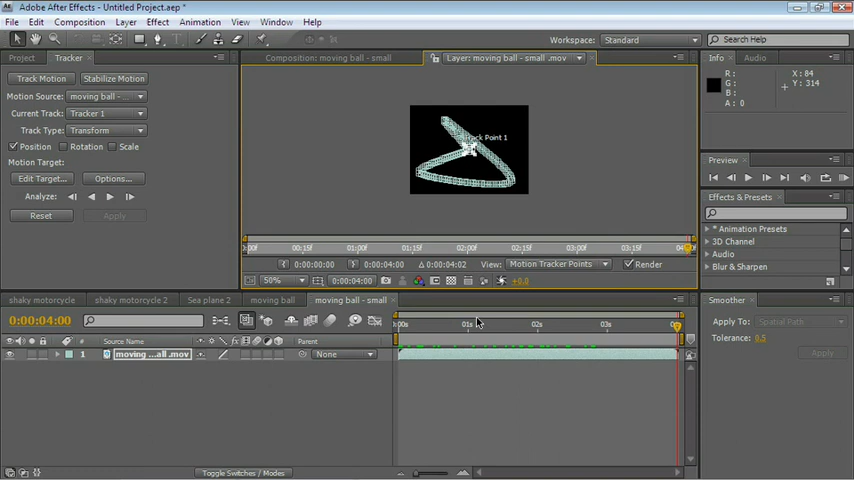 Adobe After Effects - Untitled Project.aep *
File Edit Composition Layer Effect Animation View Window Help
Workspace: Standard
Search Help
Project
Tracker
Composition: moving ball - small
Layer: moving ball - small .mov
Info Audio
Track Motion Stabilize Motion
Motion Source: moving ball - ...
Current Track: Tracker 1
Track Type: Transform
Position Rotation Scale
Motion Target:
Edit Target... Options...
Analyze:
Reset Apply
Track Point 1
R:
G:
B:
A: 0
X: 84
Y: 314
Preview
Effects & Presets
* Animation Presets
3D Channel
Audio
Blur & Sharpen
00:15f 01:00f 01:15f 02:00f 02:15f 03:00f 03:15f
0:00:00:00 0:00:04:00 Δ 0:00:04:02 View: Motion Tracker Points Render
50% 0:00:04:00 +0.0
shaky motorcycle shaky motorcycle 2 Sea plane 2 moving ball moving ball - small
0:00:04:00
01s 02s 03s
Source Name Parent
1 moving ...all .mov None
Toggle Switches / Modes
Smoother
Apply To: Spatial Path
Tolerance: 0.5
Apply